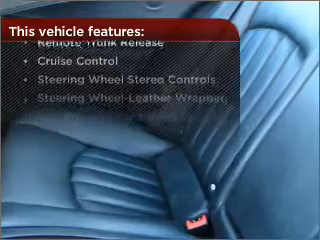 This vehicle features:
Remote Trunk Release
• Cruise Control
• Steering Wheel Stereo Controls
• Steering Wheel-Leather Wrapped